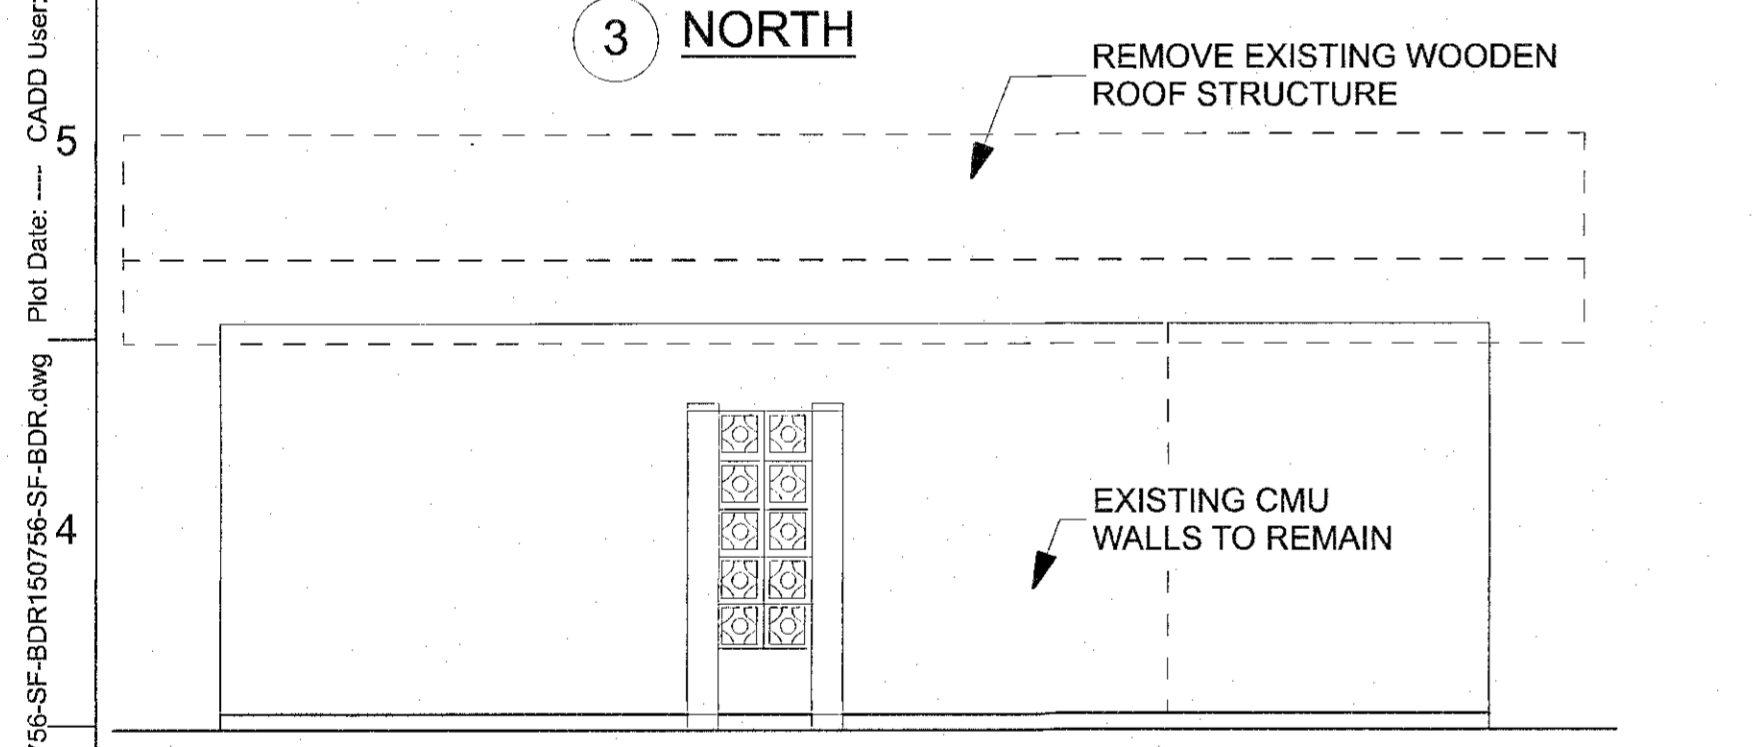 3 NORTH
REMOVE EXISTING WOODEN
ROOF STRUCTURE
5
EXISTING CMU
WALLS TO REMAIN
4
56-SF-BDR150756-SF-BDR.dwg Plot Date: ---- CADD User: